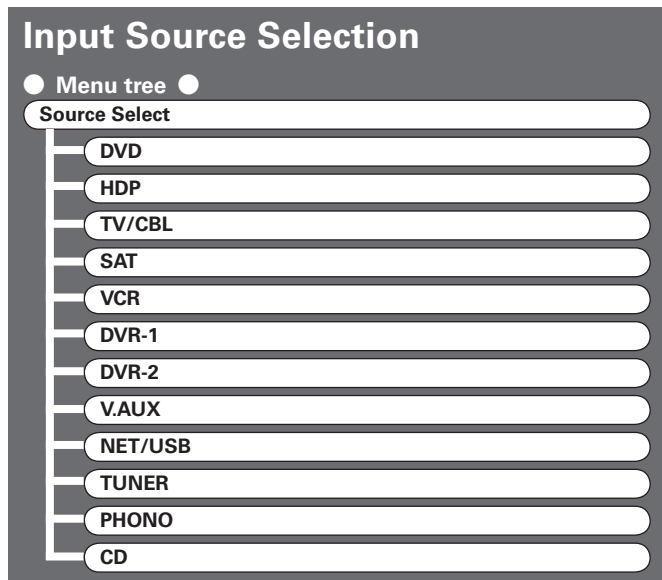 Input Source Selection
Menu tree
Source Select
DVD
HDP
TV/CBL
SAT
VCR
DVR-1
DVR-2
V.AUX
NET/USB
TUNER
PHONO
CD